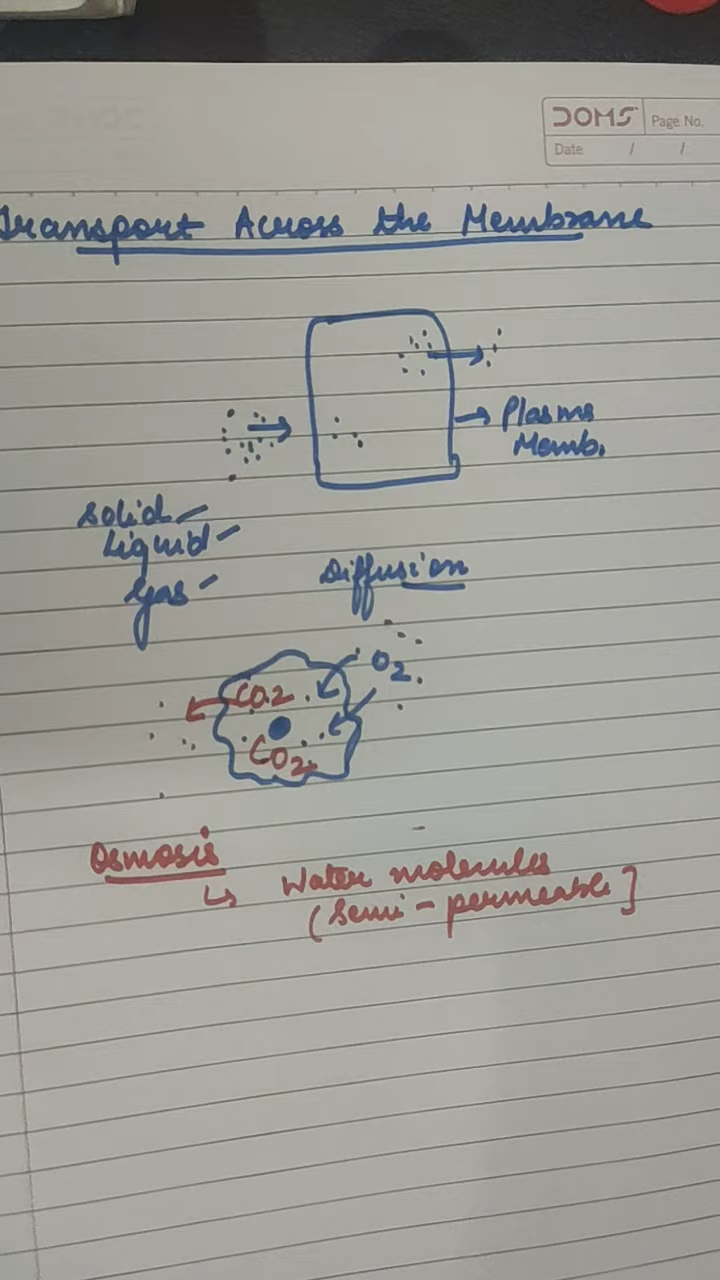 DOMS
Page No.
Date / /
Transport Across the Membrane
Plasma
Memb.
Solid
Liquid
Gas
Diffusion
O2
CO2
CO2
Osmosis
Water molecules
(Semi-permeable]